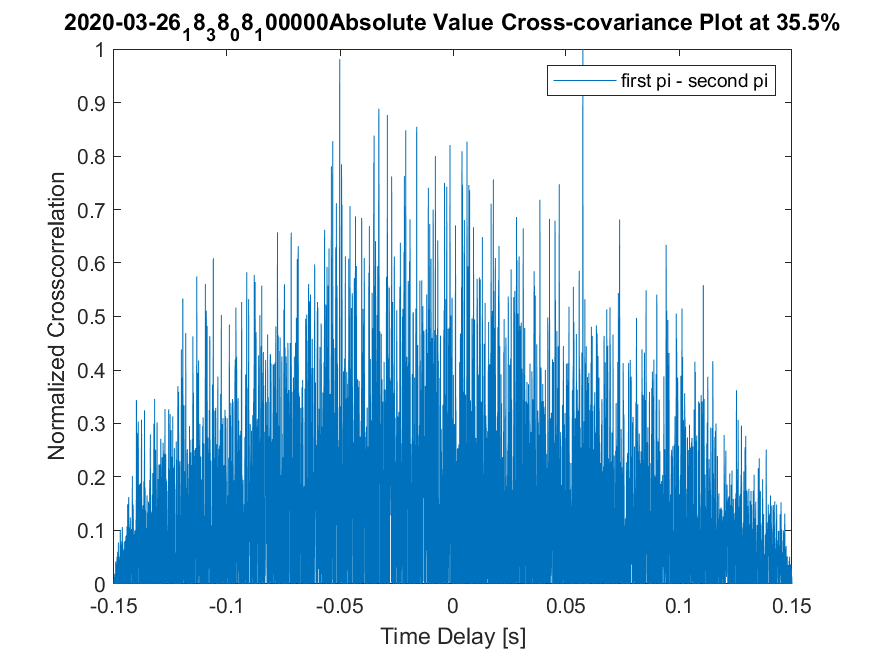 2020-03-26₁8₃8₀8₁00000Absolute Value Cross-covariance Plot at 35.5%
first pi - second pi
1
0.9
0.8
0.7
0.6
0.5
0.4
0.3
0.2
0.1
0
Normalized Crosscorrelation
-0.15 -0.1 -0.05 0 0.05 0.1 0.15
Time Delay [s]